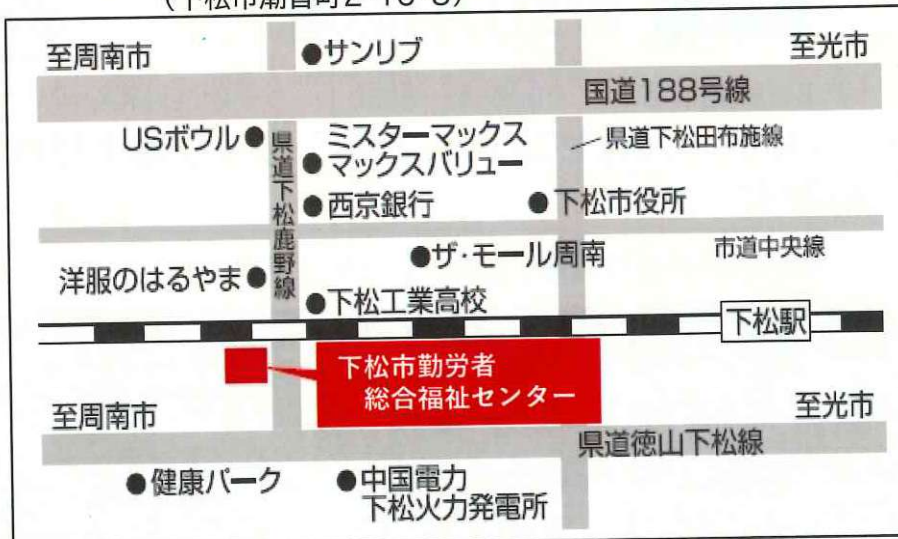 至周南市
●サンリブ
至光市
国道188号線
USボウル●
県道下松鹿野線
ミスターマックス
●マックスバリュー
県道下松田布施線
●西京銀行
●下松市役所
●ザ・モール周南
市道中央線
洋服のはるやま●
●下松工業高校
下松駅
下松市勤労者
総合福祉センター
至周南市
至光市
県道徳山下松線
●健康パーク
●中国電力
下松火力発電所